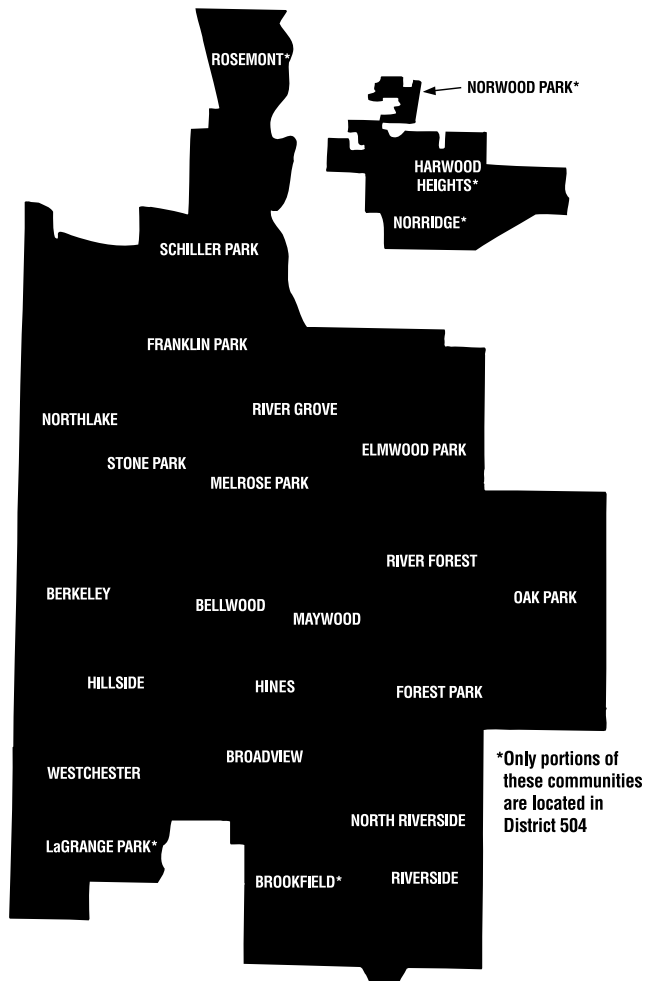 ROSEMONT*
NORWOOD PARK*
HARWOOD
HEIGHTS*
NORRIDGE*
SCHILLER PARK
FRANKLIN PARK
RIVER GROVE
NORTHLAKE
ELMWOOD PARK
STONE PARK
MELROSE PARK
RIVER FOREST
BERKELEY
BELLWOOD
MAYWOOD
OAK PARK
HILLSIDE
HINES
FOREST PARK
BROADVIEW
WESTCHESTER
*Only portions of
these communities
are located in
District 504
NORTH RIVERSIDE
LaGRANGE PARK*
BROOKFIELD*
RIVERSIDE